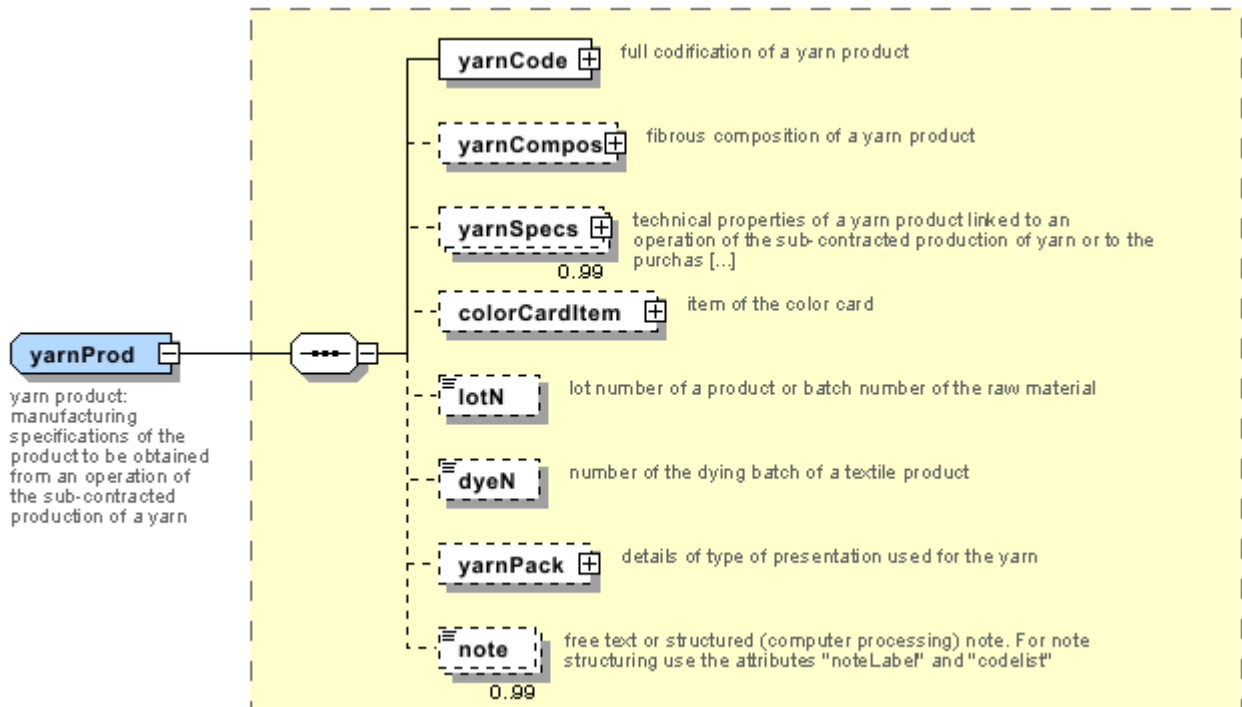 yarnCode
full codification of a yarn product
yarnCompos
fibrous composition of a yarn product
yarnSpecs
technical properties of a yarn product linked to an
operation of the sub-contracted production of yarn or to the
purchas [...]
0..99
colorCardItem
item of the color card
yarnProd
yarn product:
manufacturing
specifications of the
product to be obtained
from an operation of
the sub-contracted
production of a yarn
lotN
lot number of a product or batch number of the raw material
dyeN
number of the dying batch of a textile product
yarnPack
details of type of presentation used for the yarn
note
free text or structured (computer processing) note. For note
structuring use the attributes "noteLabel" and "codelist"
0..99